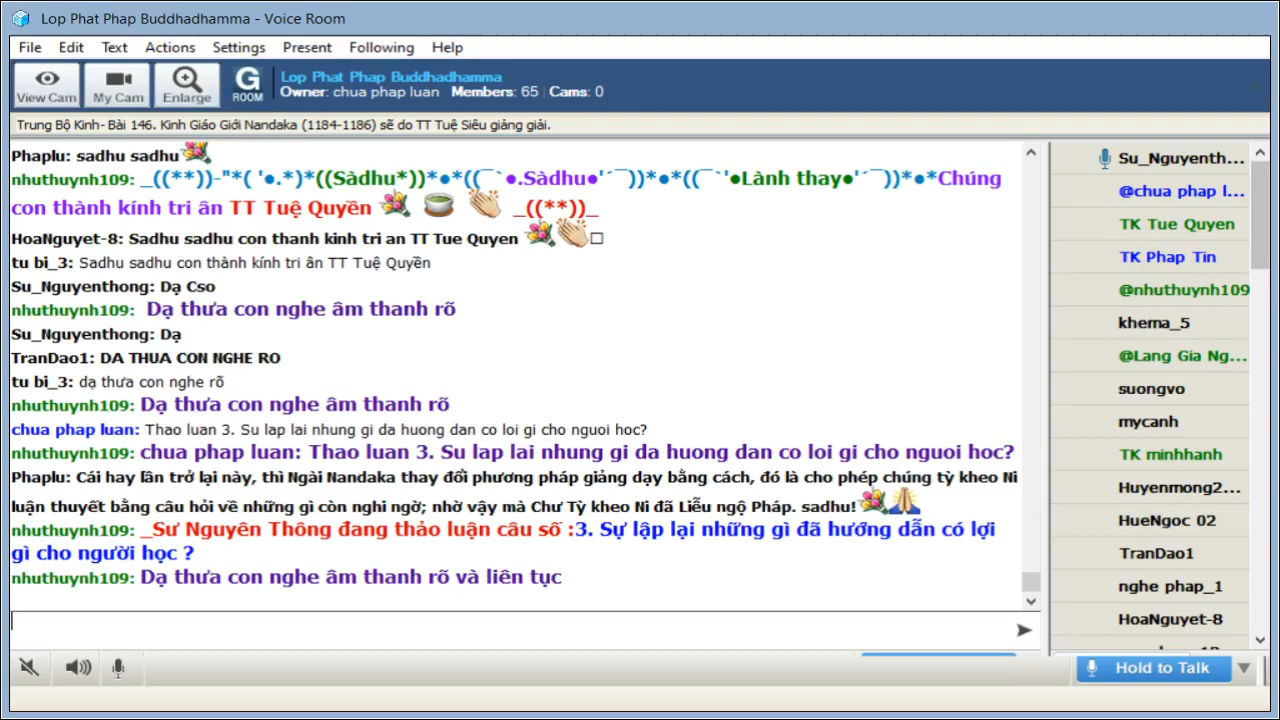 Lop Phat Phap Buddhadhamma - Voice Room
File Edit Text Actions Settings Present Following Help
View Cam My Cam Enlarge G ROOM
Lop Phat Phap Buddhadhamma
Owner: chua phap luan Members: 65 Cams: 0
Trung Bộ Kinh- Bài 146. Kinh Giáo Giới Nandaka (1184-1186) sẽ do TT Tuệ Siêu giảng giải.
Phaplu: sadhu sadhu
nhuthuynh109: _((**))-"*( '●.*)*((Sàdhu*))*●*((¯`●.Sàdhu●'´¯))*●*((¯`'●Lành thay●'´¯))*●*Chúng
con thành kính tri ân TT Tuệ Quyền _((**))_
HoaNguyet-8: Sadhu sadhu con thanh kinh tri an TT Tue Quyen
tu bi_3: Sadhu sadhu con thành kính tri ân TT Tuệ Quyền
Su_Nguyenthong: Dạ Cso
nhuthuynh109: Dạ thưa con nghe âm thanh rõ
Su_Nguyenthong: Dạ
TranDao1: DA THUA CON NGHE RO
tu bi_3: dạ thưa con nghe rõ
nhuthuynh109: Dạ thưa con nghe âm thanh rõ
chua phap luan: Thao luan 3. Su lap lai nhung gi da huong dan co loi gi cho nguoi hoc?
nhuthuynh109: chua phap luan: Thao luan 3. Su lap lai nhung gi da huong dan co loi gi cho nguoi hoc?
Phaplu: Cái hay lần trở lại này, thì Ngài Nandaka thay đổi phương pháp giảng dạy bằng cách, đó là cho phép chúng tỳ kheo Ni
luận thuyết bằng câu hỏi về những gì còn nghi ngờ; nhờ vậy mà Chư Tỳ kheo Ni đã Liễu ngộ Pháp. sadhu!
nhuthuynh109: _Sư Nguyên Thông đang thảo luận câu số :3. Sự lập lại những gì đã hướng dẫn có lợi
gì cho người học ?
nhuthuynh109: Dạ thưa con nghe âm thanh rõ và liên tục
Su_Nguyenth...
@chua phap l...
TK Tue Quyen
TK Phap Tin
@nhuthuynh109
khema_5
@Lang Gia Ng...
suongvo
mycanh
TK minhhanh
Huyenmong2...
HueNgoc 02
TranDao1
nghe phap_1
HoaNguyet-8
Hold to Talk